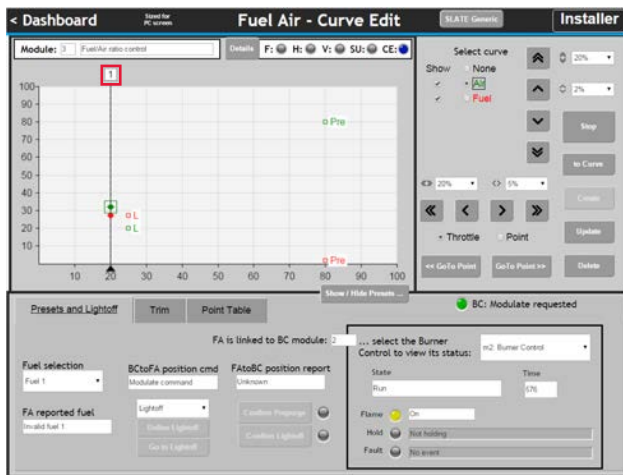 < Dashboard
Sized for
PC screen
Fuel Air - Curve Edit
SLATE Generic
Installer
Module: 3 Fuel/Air ratio control
Details
F: H: V: SU: CE:
Select curve
Show
None
Air
Fuel
20%
2%
Stop
to Curve
Create
Update
Delete
20%
5%
Throttle
Point
<< GoTo Point
GoTo Point >>
1
100
90
80
70
60
50
40
30
20
10
Pre
L
L
Pre
10 20 30 40 50 60 70 80 90 100
Show / Hide Presets ...
Presets and Lightoff
Trim
Point Table
BC: Modulate requested
FA is linked to BC module: 2
... select the Burner
Control to view its status:
m2: Burner Control
Fuel selection
Fuel 1
FA reported fuel
Invalid fuel 1
BCtoFA position cmd
Modulate command
Lightoff
Define Lightoff
Go to Lightoff
FAtoBC position report
Unknown
Confirm Prepurge
Confirm Lightoff
State
Run
Time
676
Flame On
Hold Not holding
Fault No event